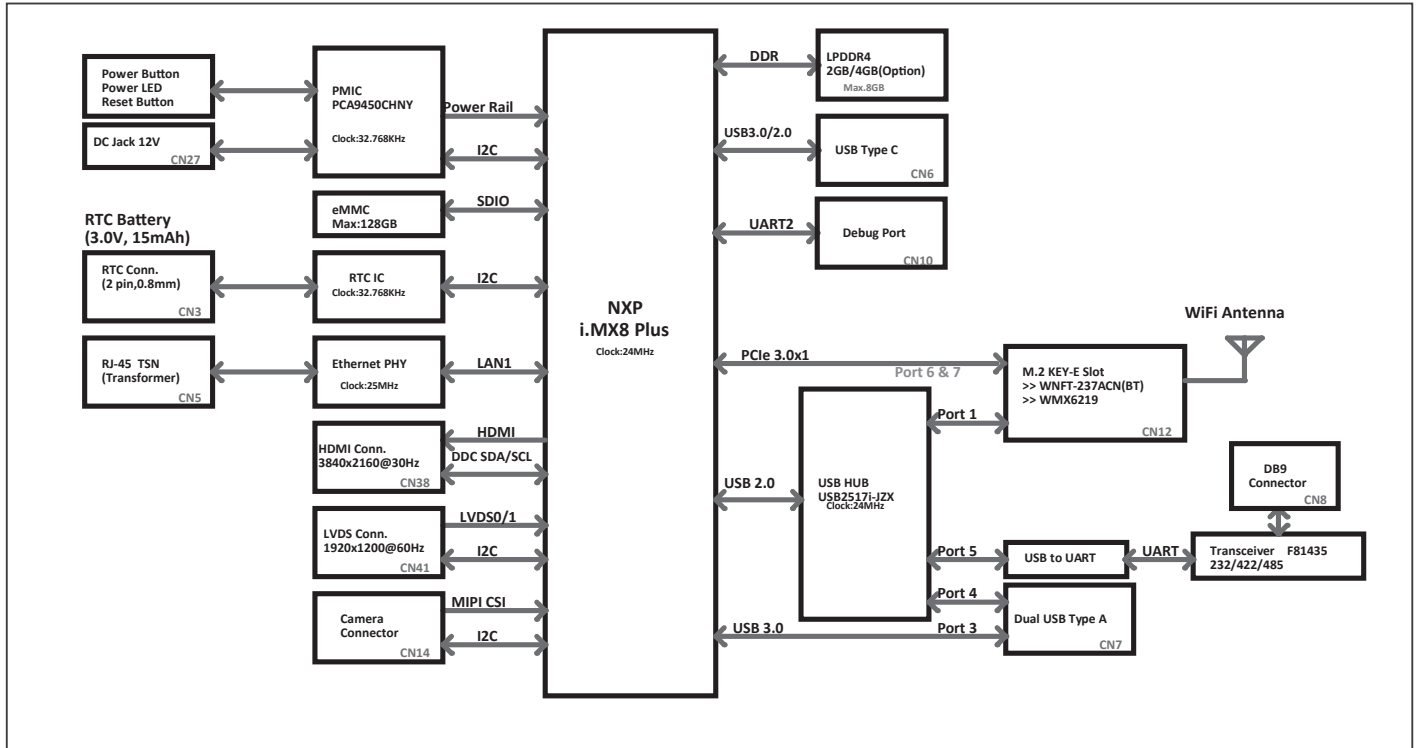 Power Button
Power LED
Reset Button
DC Jack 12V
CN27
PMIC
PCA9450CHNY
Clock:32.768KHz
Power Rail
I2C
eMMC
Max:128GB
SDIO
RTC Battery
(3.0V, 15mAh)
RTC Conn.
(2 pin,0.8mm)
CN3
RTC IC
Clock:32.768KHz
I2C
RJ-45 TSN
(Transformer)
CN5
Ethernet PHY
Clock:25MHz
LAN1
HDMI Conn.
3840x2160@30Hz
CN38
HDMI
DDC SDA/SCL
LVDS Conn.
1920x1200@60Hz
CN41
LVDS0/1
I2C
Camera
Connector
CN14
MIPI CSI
I2C
NXP
i.MX8 Plus
Clock:24MHz
DDR
LPDDR4
2GB/4GB(Option)
Max.8GB
USB3.0/2.0
USB Type C
CN6
UART2
Debug Port
CN10
WiFi Antenna
PCIe 3.0x1
Port 6 & 7
M.2 KEY-E Slot
>> WNFT-237ACN(BT)
>> WMX6219
CN12
Port 1
USB 2.0
USB HUB
USB2517i-JZX
Clock:24MHz
DB9
Connector
CN8
Port 5
USB to UART
UART
Transceiver F81435
232/422/485
Port 4
Dual USB Type A
CN7
USB 3.0
Port 3